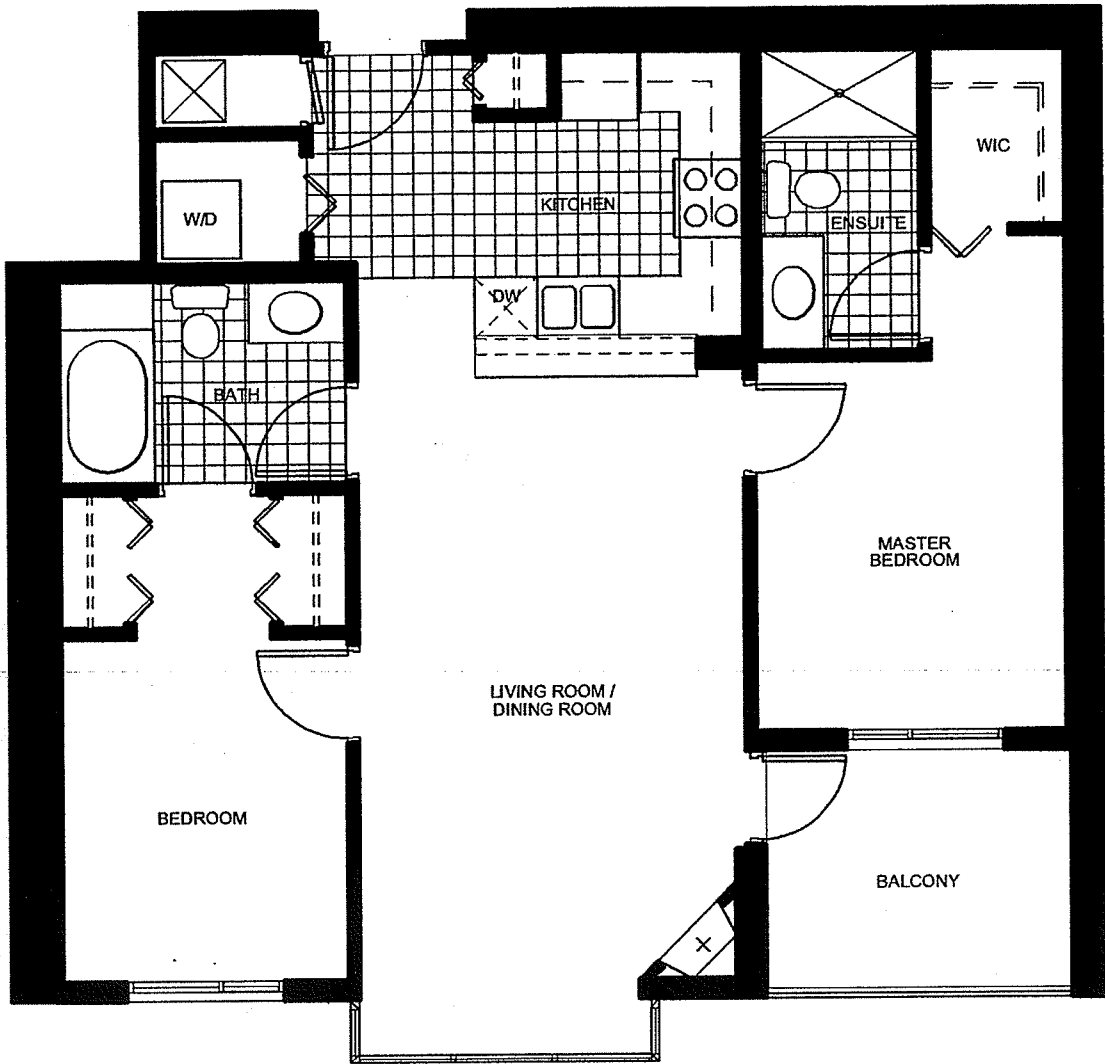 WIC
W/D
KITCHEN
ENSUITE
DW
BATH
MASTER
BEDROOM
LIVING ROOM /
DINING ROOM
BEDROOM
BALCONY